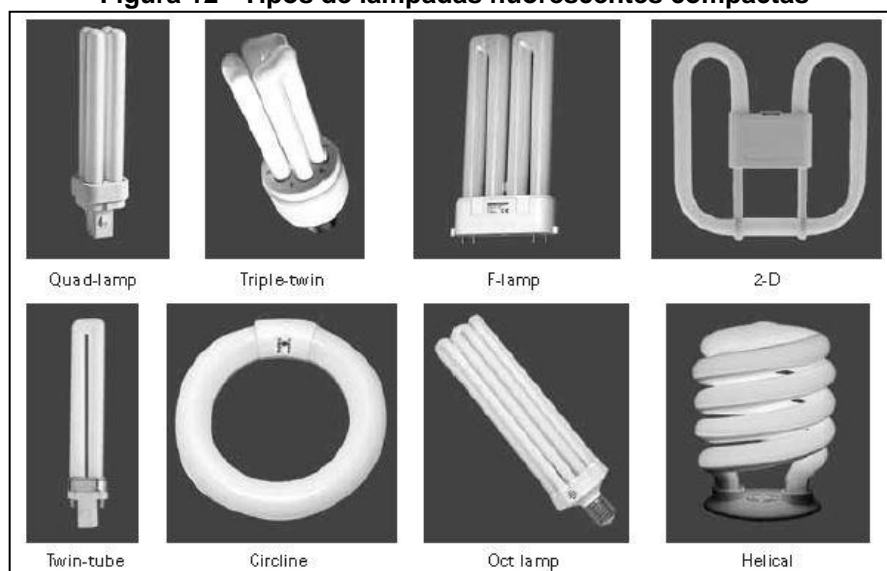 Figura 12 - Tipos de lâmpadas fluorescentes compactas
Quad-lamp
Triple-twin
F-lamp
2-D
Twin-tube
Circline
Oct lamp
Helical